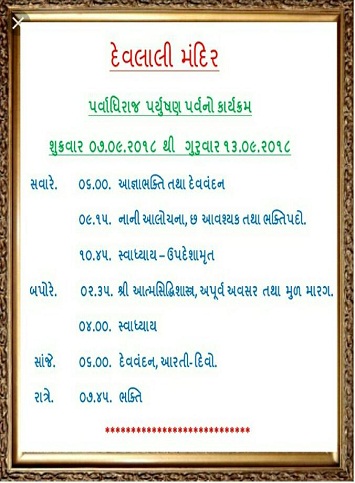 દેવલાલી મંદિર
પર્વાધિરાજ પર્યુષણ પર્વનો કાર્યક્રમ
શુક્રવાર ૦૭.૦૯.૨૦૧૮ થી ગુરૂવાર ૧૩.૦૯.૨૦૧૮
સવારે. ૦૬.૦૦. આજ્ઞાભક્તિ તથા દેવવંદન
૦૯.૧૫. નાની આલોચના, છ આવશ્યક તથા ભક્તિપદો.
૧૦.૪૫. સ્વાધ્યાય – ઉપદેશામૃત
બપોરે. ૦૨.૩૫. શ્રી આત્મસિદ્ધિશાસ્ત્ર, અપૂર્વ અવસર તથા મુળ મારગ.
૦૪.૦૦. સ્વાધ્યાય
સાંજે. ૦૬.૦૦. દેવવંદન, આરતી-દિવો.
રાત્રે. ૦૭.૪૫. ભક્તિ
****************************